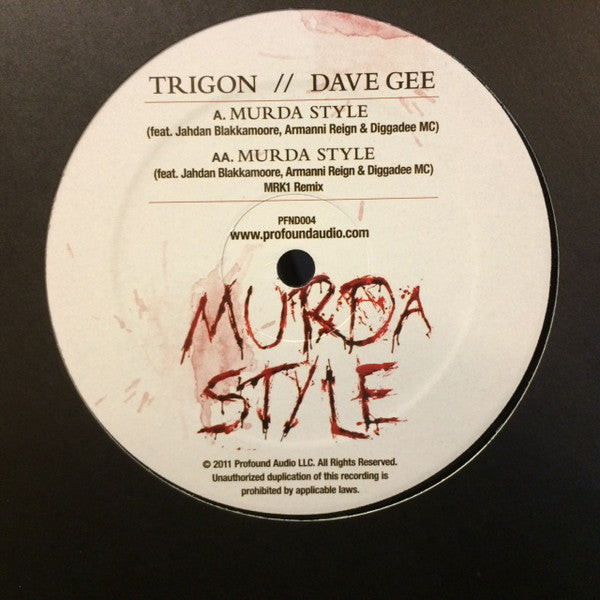 TRIGON // DAVE GEE
A. MURDA STYLE
(feat. Jahdan Blakkamoore, Armanni Reign & Diggadee MC)
AA. MURDA STYLE
(feat. Jahdan Blakkamoore, Armanni Reign & Diggadee MC)
MRK1 Remix
PFND004
www.profoundaudio.com
MURDA
STYLE
© 2011 Profound Audio LLC. All Rights Reserved.
Unauthorized duplication of this recording is
prohibited by applicable laws.